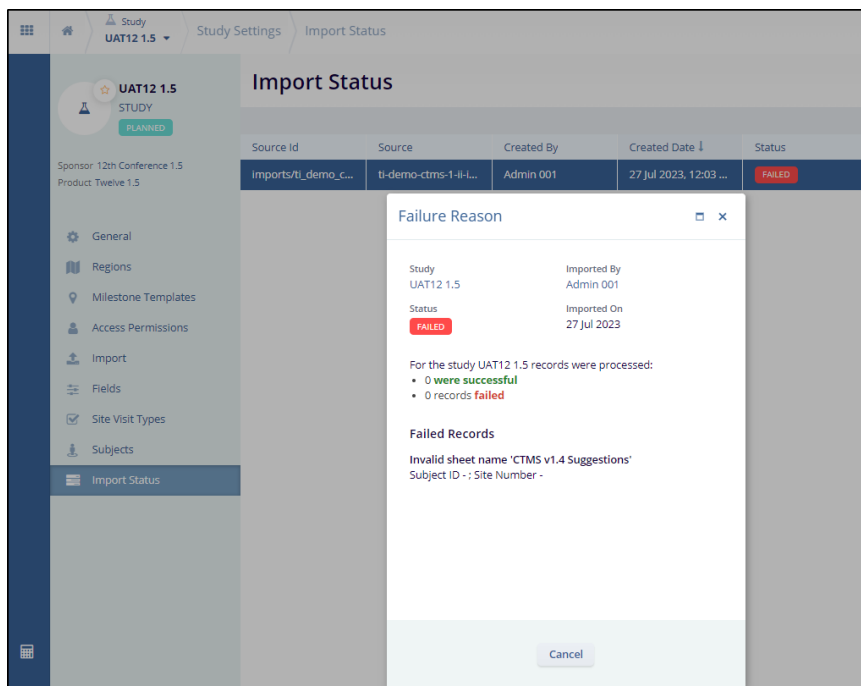 Study
UAT12 1.5
Study Settings
Import Status
UAT12 1.5
STUDY
PLANNED
Sponsor 12th Conference 1.5
Product Twelve 1.5
General
Regions
Milestone Templates
Access Permissions
Import
Fields
Site Visit Types
Subjects
Import Status
Import Status
Source Id Source Created By Created Date Status
imports/ti_demo_c... ti-demo-ctms-1-ii-i... Admin 001 27 Jul 2023, 12:03 ... FAILED
Failure Reason
Study Imported By
UAT12 1.5 Admin 001
Status Imported On
FAILED 27 Jul 2023
For the study UAT12 1.5 records were processed:
• 0 were successful
• 0 records failed
Failed Records
Invalid sheet name 'CTMS v1.4 Suggestions'
Subject ID - ; Site Number -
Cancel